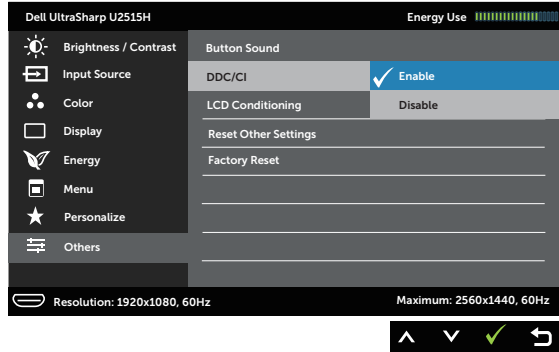 Dell UltraSharp U2515H
Energy Use
Brightness / Contrast
Input Source
Color
Display
Energy
Menu
Personalize
Others
Button Sound
DDC/CI
LCD Conditioning
Reset Other Settings
Factory Reset
Enable
Disable
Resolution: 1920x1080, 60Hz
Maximum: 2560x1440, 60Hz